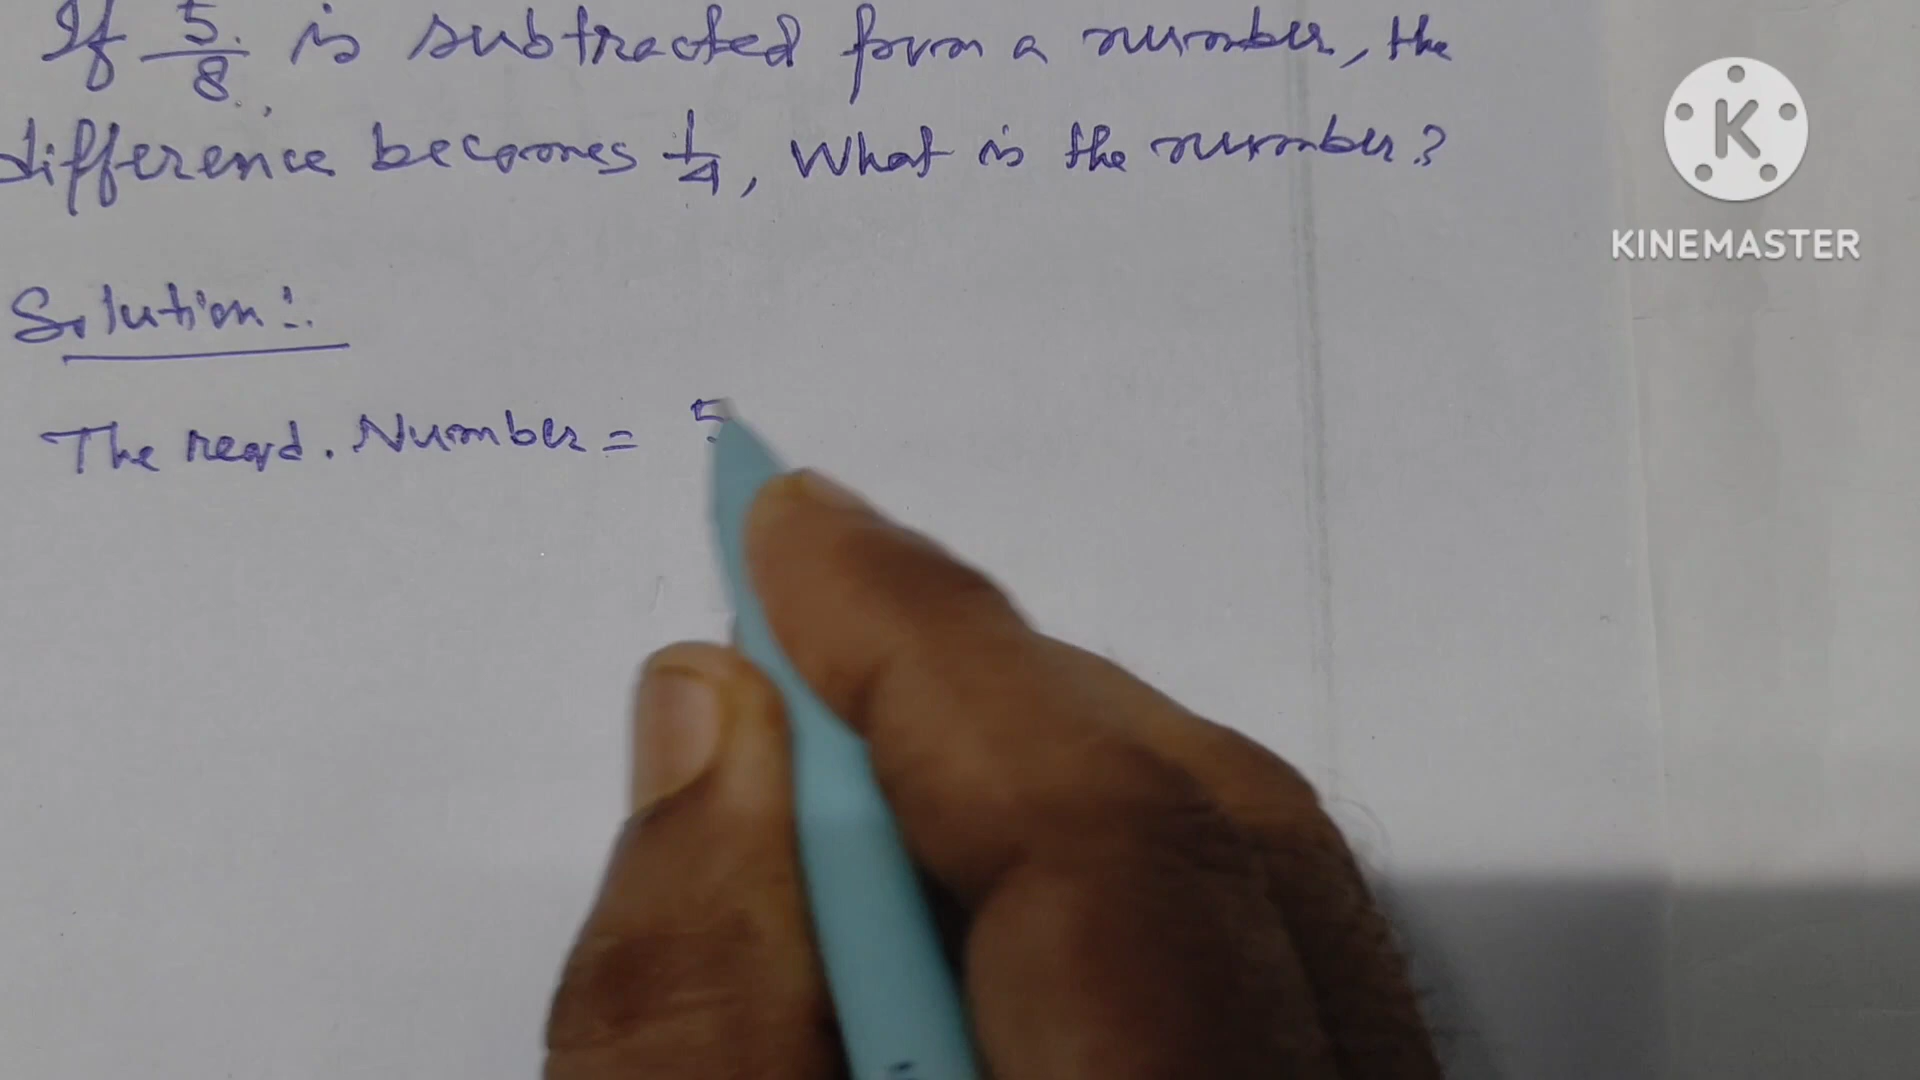 If 5/8 is subtracted form a number, the
difference becomes 1/4, What is the number?
Solution:-
The reqd. Number = 5
K
KINEMASTER